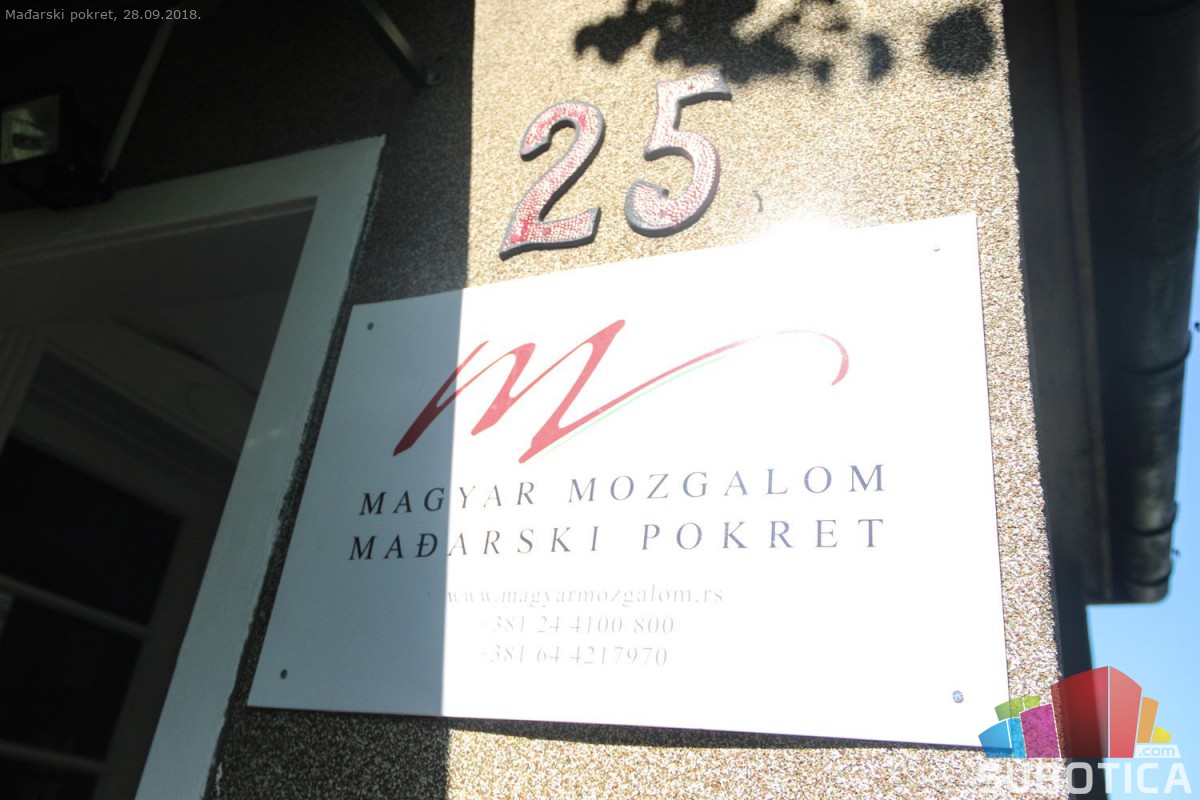 Mađarski pokret, 28.09.2018.
25
MAGYAR MOZGALOM
MAĐARSKI POKRET
www.magyarmozgalom.rs
+381 24 4100 800
+381 64 4217970
.com
SUBOTICA